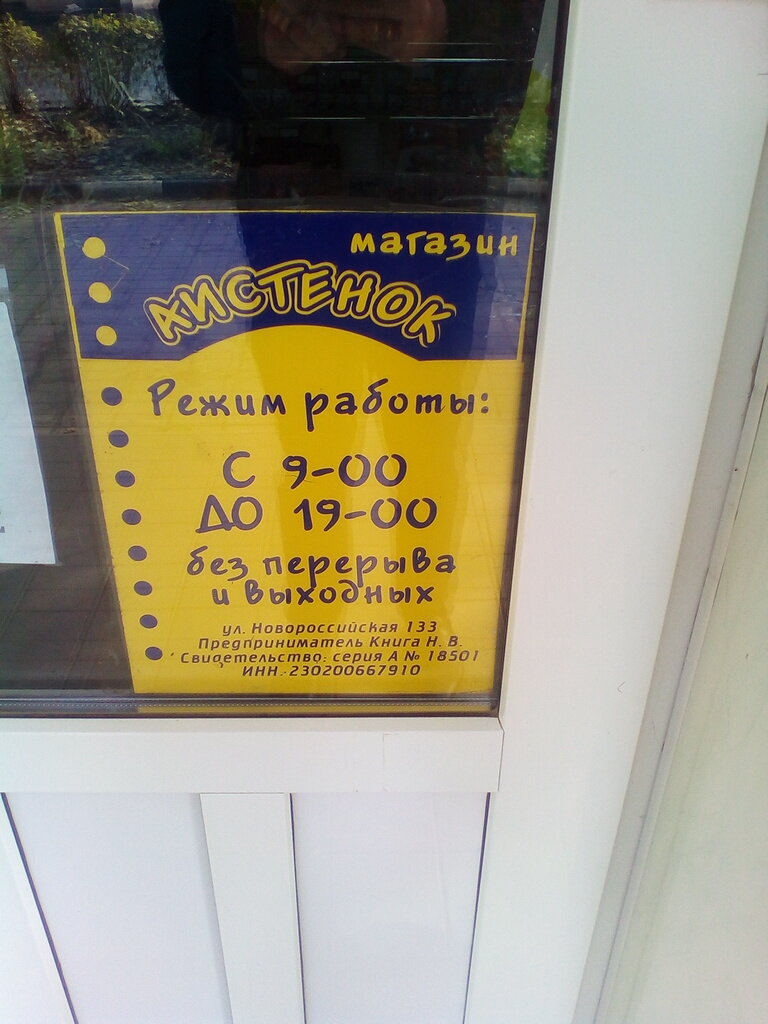 магазин
АИСТЕНОК
Режим работы:
С 9-00
ДО 19-00
без перерыва
и выходных
ул. Новороссийская 133
Предприниматель Книга Н. В.
Свидетельство: серия А № 18501
ИНН 230200667910